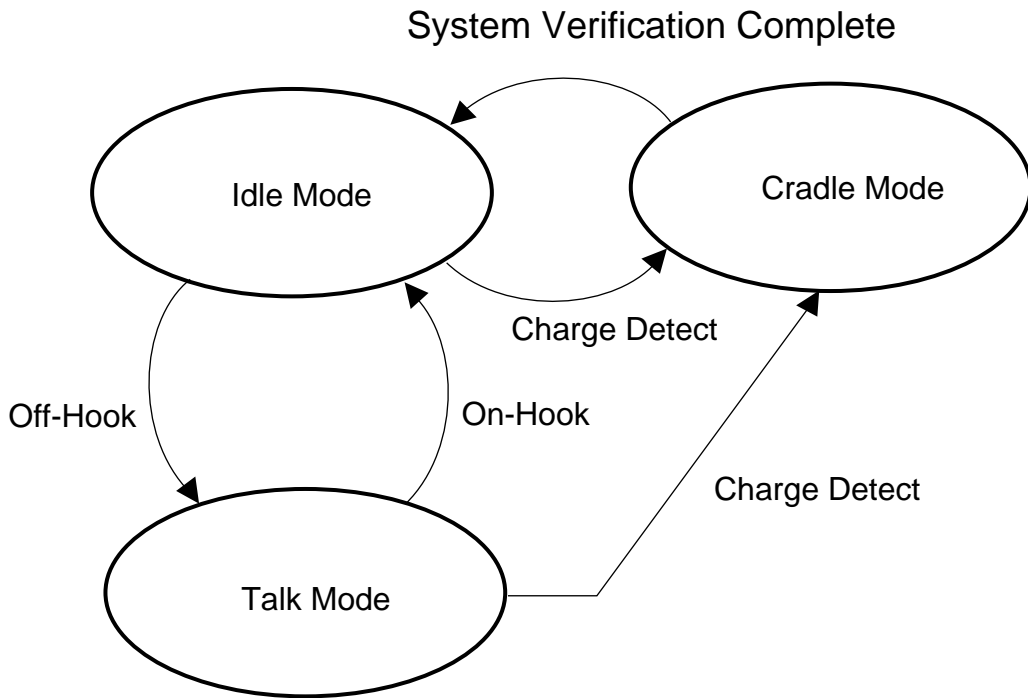 System Verification Complete
Idle Mode
Cradle Mode
Charge Detect
Off-Hook
On-Hook
Charge Detect
Talk Mode